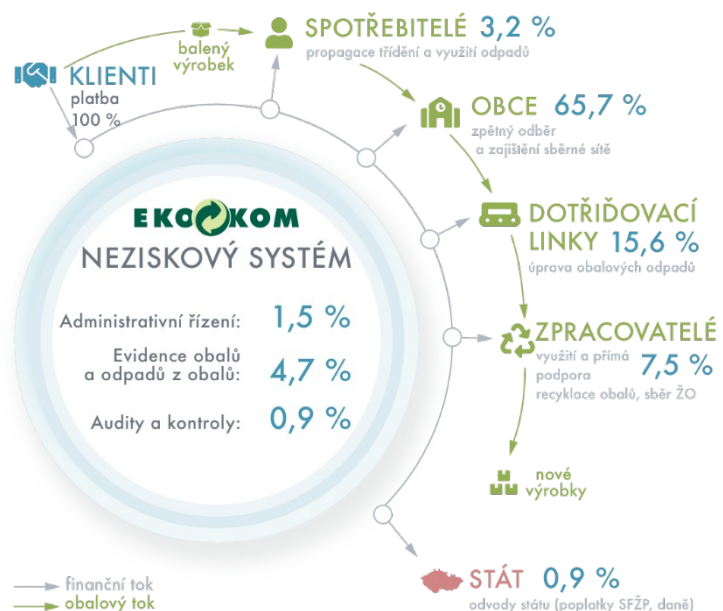 SPOTŘEBITELÉ 3,2 %
propagace třídění a využití odpadů
balený
výrobek
KLIENTI
platba
100 %
OBCE 65,7 %
zpětný odběr
a zajištění sběrné sítě
EKO KOM
NEZISKOVÝ SYSTÉM
DOTŘIĎOVACÍ
LINKY 15,6 %
úprava obalových odpadů
Administrativní řízení: 1,5 %
Evidence obalů
a odpadů z obalů: 4,7 %
Audity a kontroly: 0,9 %
ZPRACOVATELÉ
využití a přímá
podpora 7,5 %
recyklace obalů, sběr ŽO
nové
výrobky
STÁT 0,9 %
odvody státu (poplatky SFŽP, daně)
finanční tok
obalový tok